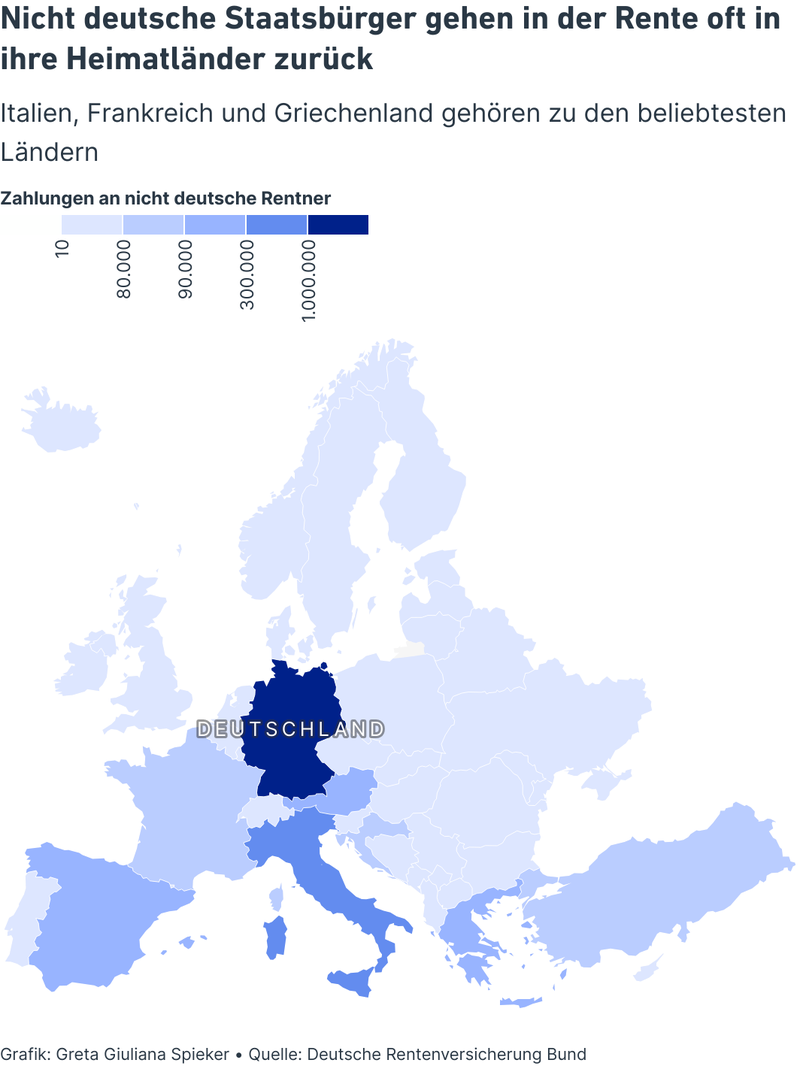 Nicht deutsche Staatsbürger gehen in der Rente oft in
ihre Heimatländer zurück
Italien, Frankreich und Griechenland gehören zu den beliebtesten
Ländern
Zahlungen an nicht deutsche Rentner
10
80.000
90.000
300.000
1.000.000
DEUTSCHLAND
Grafik: Greta Giuliana Spieker • Quelle: Deutsche Rentenversicherung Bund